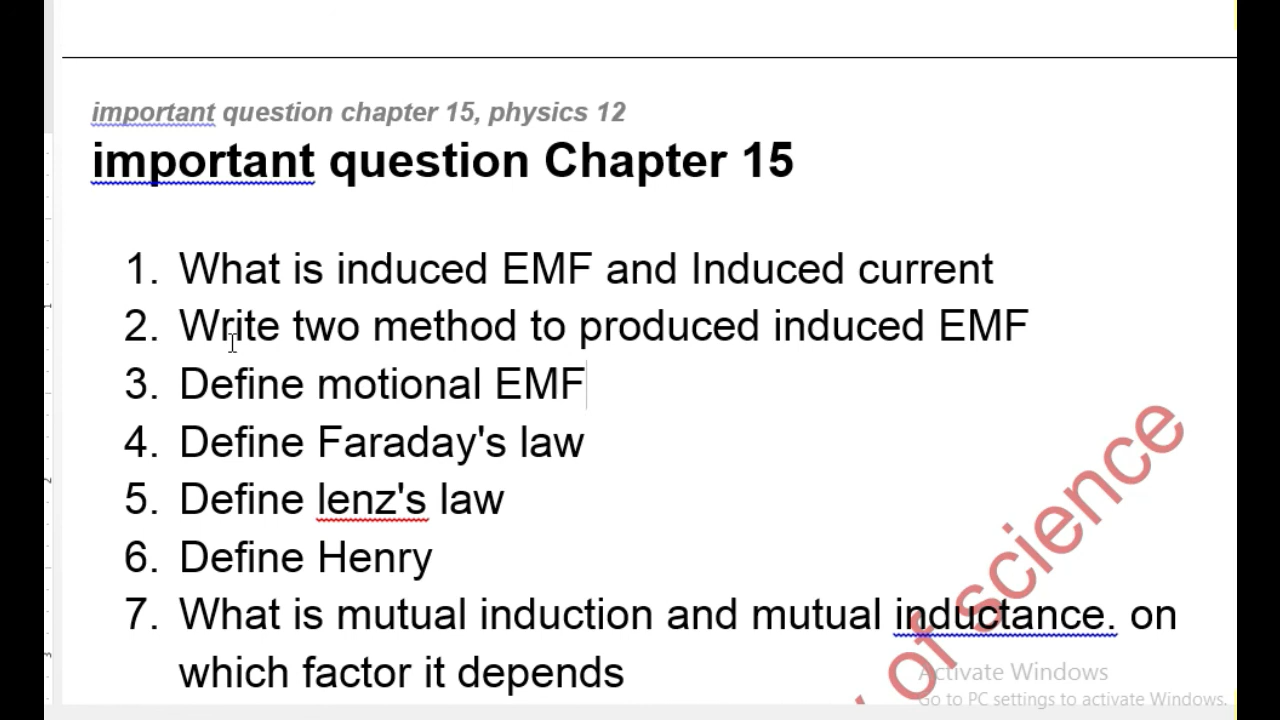 important question chapter 15, physics 12
important question Chapter 15
1. What is induced EMF and Induced current
2. Write two method to produced induced EMF
3. Define motional EMF
4. Define Faraday's law
5. Define lenz's law
6. Define Henry
7. What is mutual induction and mutual inductance. on
which factor it depends
of science
Activate Windows
Go to PC settings to activate Windows.